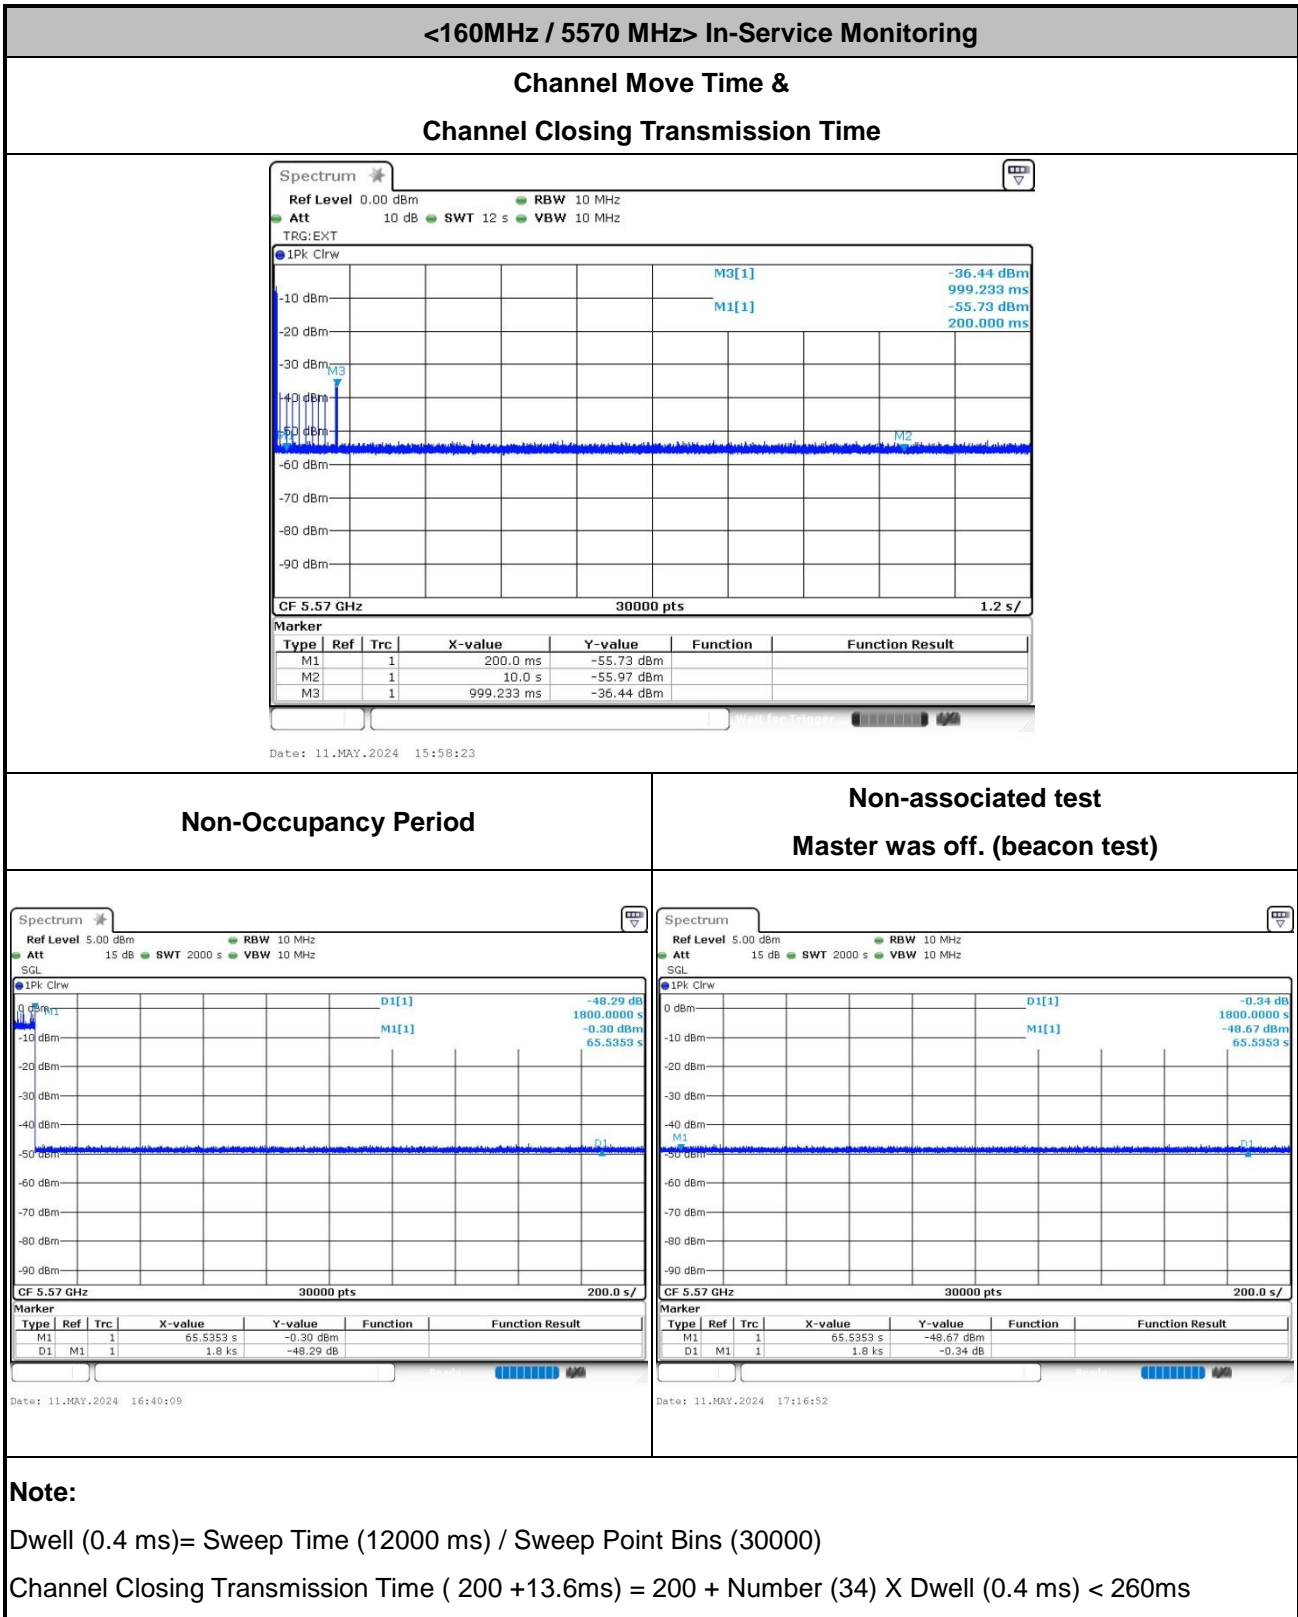 <160MHz / 5570 MHz> In-Service Monitoring
Channel Move Time &
Channel Closing Transmission Time
Spectrum
Ref Level 0.00 dBm RBW 10 MHz
Att 10 dB SWT 12 s VBW 10 MHz
TRG:EXT
1Pk Clrw
M3[1] -36.44 dBm
999.233 ms
-10 dBm
M1[1] -55.73 dBm
200.000 ms
-20 dBm
-30 dBm
M3
-40 dBm
-50 dBm
M2
-60 dBm
-70 dBm
-80 dBm
-90 dBm
CF 5.57 GHz 30000 pts 1.2 s/
Marker
Type Ref Trc X-value Y-value Function Function Result
M1 1 200.0 ms -55.73 dBm
M2 1 10.0 s -55.97 dBm
M3 1 999.233 ms -36.44 dBm
Wait for Trigger
Date: 11.MAY.2024 15:58:23
Non-Occupancy Period
Spectrum
Ref Level 5.00 dBm RBW 10 MHz
Att 15 dB SWT 2000 s VBW 10 MHz
SGL
1Pk Clrw
D1[1] -48.29 dB
1800.0000 s
0 dBm
M1
M1[1] -0.30 dBm
65.5353 s
-10 dBm
-20 dBm
-30 dBm
-40 dBm
D1
-50 dBm
-60 dBm
-70 dBm
-80 dBm
-90 dBm
CF 5.57 GHz 30000 pts 200.0 s/
Marker
Type Ref Trc X-value Y-value Function Function Result
M1 1 65.5353 s -0.30 dBm
D1 M1 1 1.8 ks -48.29 dB
Date: 11.MAY.2024 16:40:09
Non-associated test
Master was off. (beacon test)
Spectrum
Ref Level 5.00 dBm RBW 10 MHz
Att 15 dB SWT 2000 s VBW 10 MHz
SGL
1Pk Clrw
D1[1] -0.34 dB
1800.0000 s
0 dBm
M1[1] -48.67 dBm
65.5353 s
-10 dBm
-20 dBm
-30 dBm
-40 dBm
M1
D1
-50 dBm
-60 dBm
-70 dBm
-80 dBm
-90 dBm
CF 5.57 GHz 30000 pts 200.0 s/
Marker
Type Ref Trc X-value Y-value Function Function Result
M1 1 65.5353 s -48.67 dBm
D1 M1 1 1.8 ks -0.34 dB
Date: 11.MAY.2024 17:16:52
Note:
Dwell (0.4 ms)= Sweep Time (12000 ms) / Sweep Point Bins (30000)
Channel Closing Transmission Time ( 200 +13.6ms) = 200 + Number (34) X Dwell (0.4 ms) < 260ms